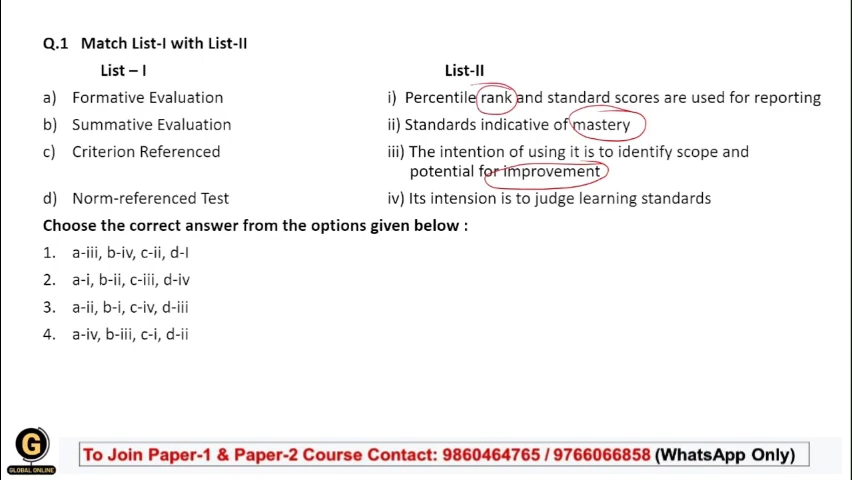 Q.1 Match List-I with List-II
List – I List-II
a) Formative Evaluation i) Percentile rank and standard scores are used for reporting
b) Summative Evaluation ii) Standards indicative of mastery
c) Criterion Referenced iii) The intention of using it is to identify scope and
potential for improvement
d) Norm-referenced Test iv) Its intension is to judge learning standards
Choose the correct answer from the options given below :
1. a-iii, b-iv, c-ii, d-I
2. a-i, b-ii, c-iii, d-iv
3. a-ii, b-i, c-iv, d-iii
4. a-iv, b-iii, c-i, d-ii
G
GLOBAL ONLINE
To Join Paper-1 & Paper-2 Course Contact: 9860464765 / 9766066858 (WhatsApp Only)